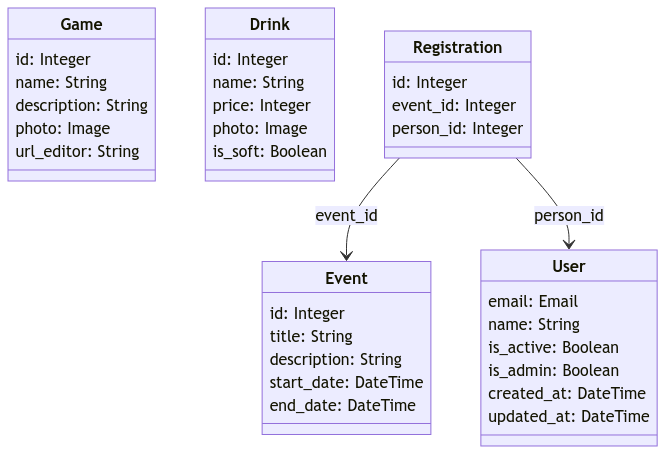 Game
id: Integer
name: String
description: String
photo: Image
url_editor: String
Drink
id: Integer
name: String
price: Integer
photo: Image
is_soft: Boolean
Registration
id: Integer
event_id: Integer
person_id: Integer
event_id
person_id
Event
id: Integer
title: String
description: String
start_date: DateTime
end_date: DateTime
User
email: Email
name: String
is_active: Boolean
is_admin: Boolean
created_at: DateTime
updated_at: DateTime